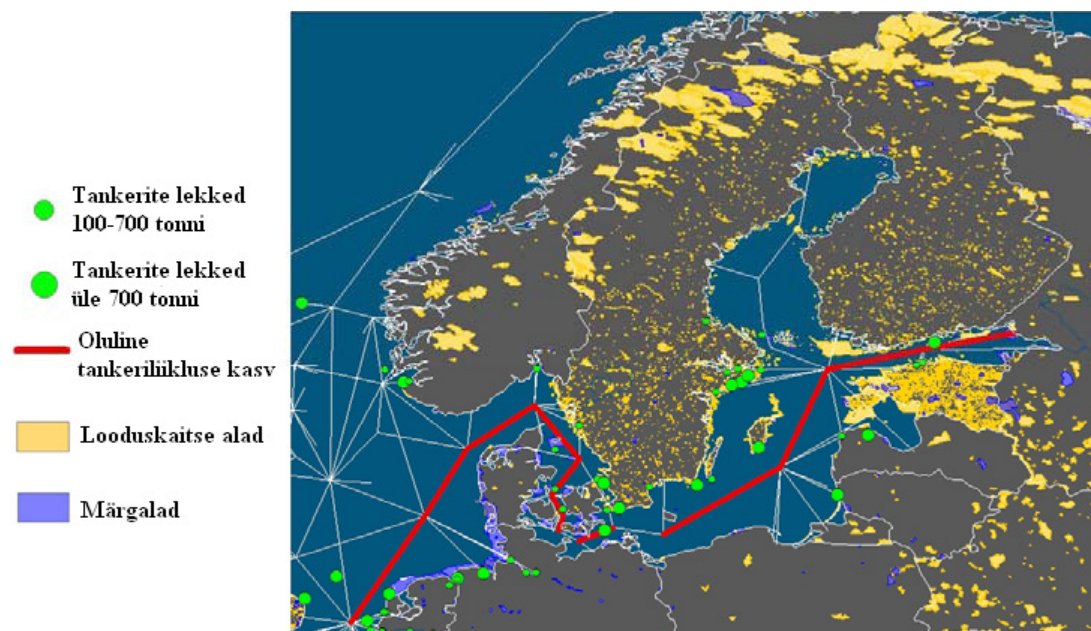 Tankerite lekked
100-700 tonni
Tankerite lekked
üle 700 tonni
Oluline
tankeriliikluse kasv
Looduskaitse alad
Märgalad